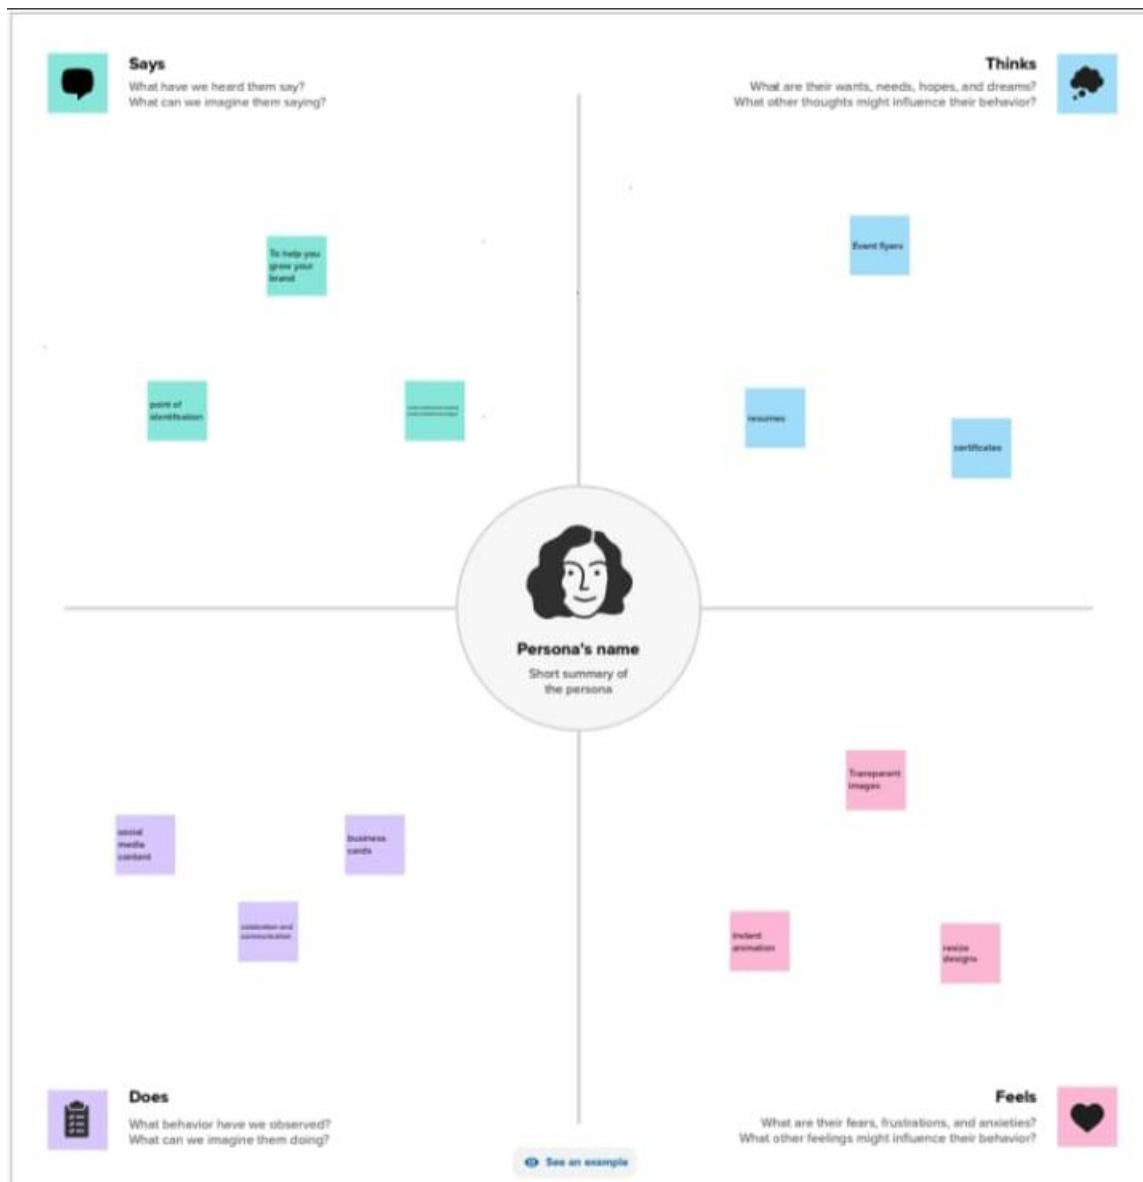 Says
What have we heard them say?
What can we imagine them saying?
Thinks
What are their wants, needs, hopes, and dreams?
What other thoughts might influence their behavior?
To help you
grow your
brand
point of
identification
Event flyers
resumes
certificates
Persona's name
Short summary of
the persona
social
media
content
business
cards
communication
Transparent
images
instant
animation
resize
designs
Does
What behavior have we observed?
What can we imagine them doing?
Feels
What are their fears, frustrations, and anxieties?
What other feelings might influence their behavior?
See an example